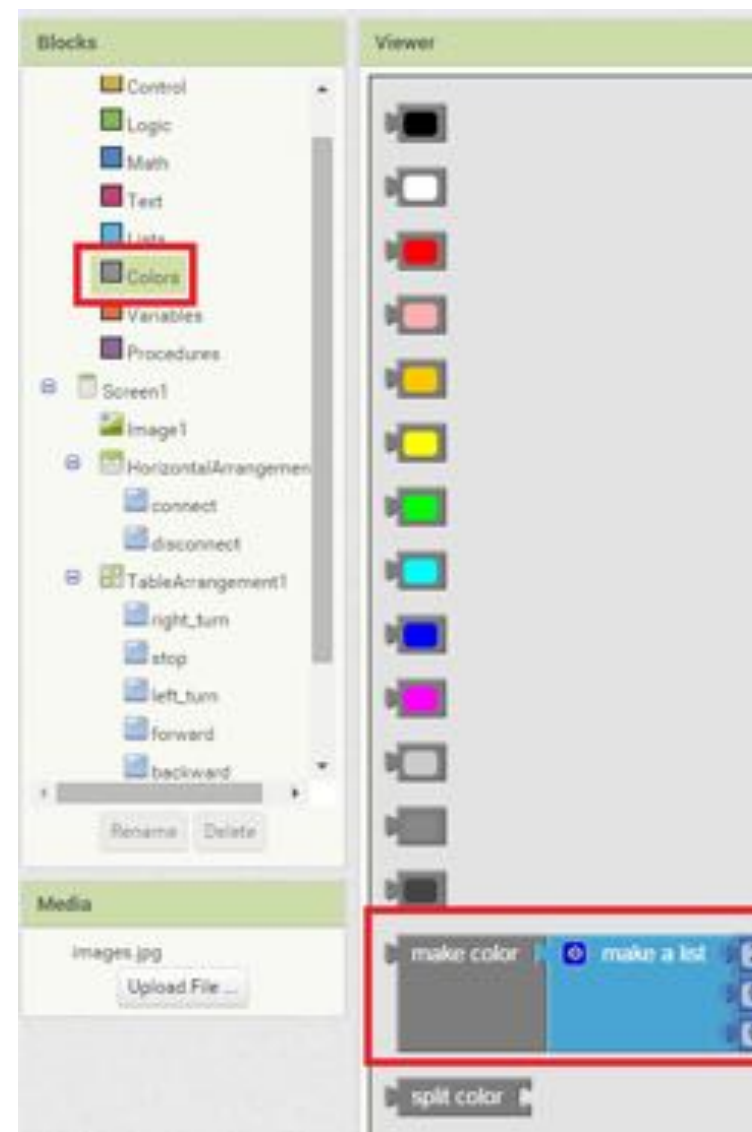 Blocks
Viewer
Control
Logic
Math
Text
Lists
Colors
Variables
Procedures
Screen1
Image1
HorizontalArrangemen
connect
disconnect
TableArrangement1
right_turn
stop
left_turn
forward
backward
Rename Delete
Media
images.jpg
Upload File ...
make color make a list
split color